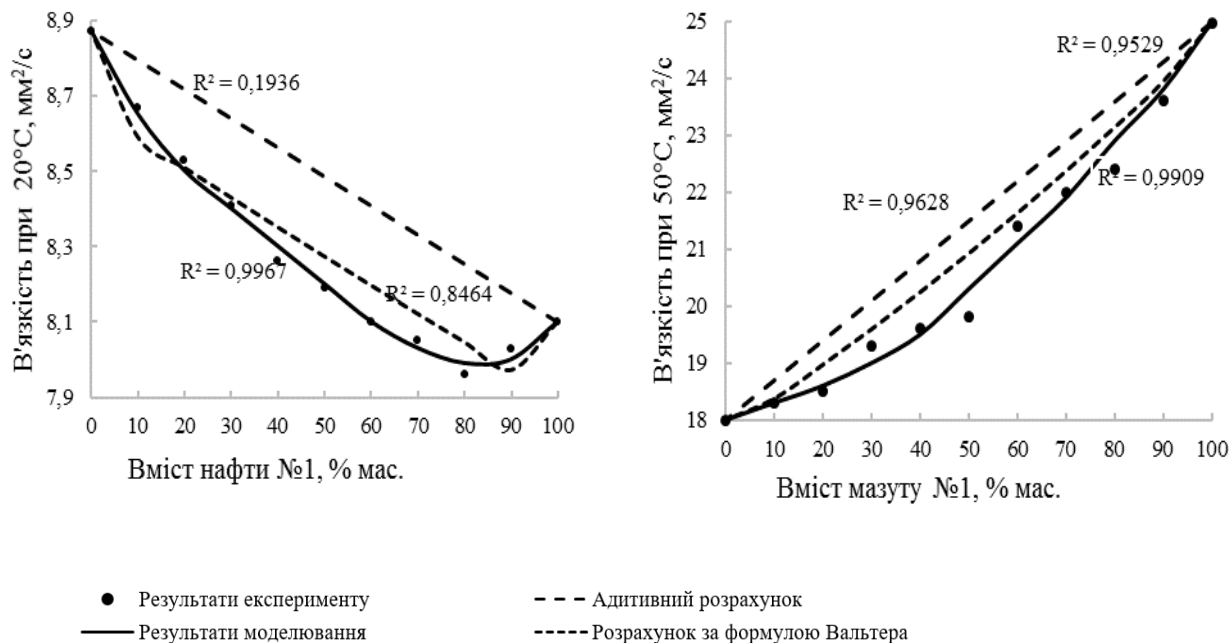 8,9
8,7
8,5
8,3
8,1
7,9
В'язкість при 20°С, мм²/с
R² = 0,1936
R² = 0,9967
R² = 0,8464
0 10 20 30 40 50 60 70 80 90 100
Вміст нафти №1, % мас.
25
24
23
22
21
20
19
18
В'язкість при 50°С, мм²/с
R² = 0,9529
R² = 0,9628
R² = 0,9909
0 10 20 30 40 50 60 70 80 90 100
Вміст мазуту №1, % мас.
Результати експерименту
Адитивний розрахунок
Результати моделювання
Розрахунок за формулою Вальтера